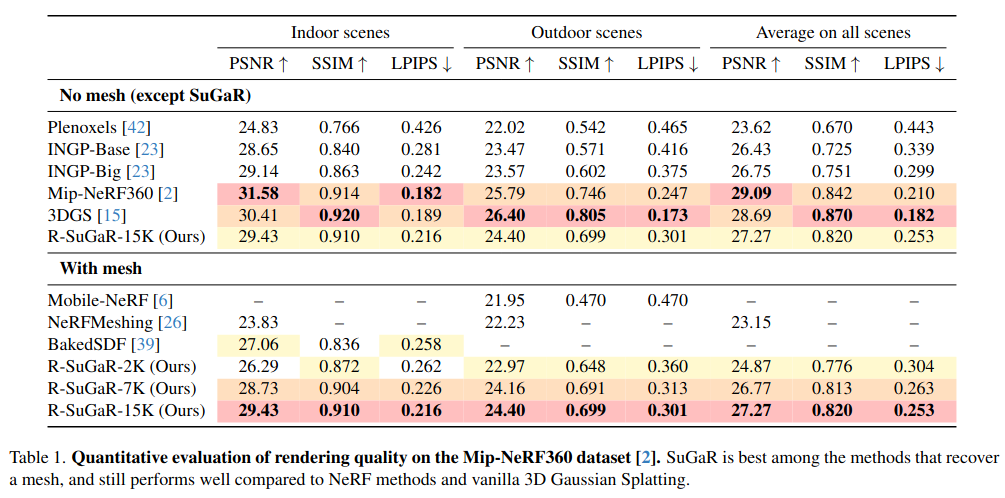 Indoor scenes Outdoor scenes Average on all scenes
PSNR ↑ SSIM ↑ LPIPS ↓ PSNR ↑ SSIM ↑ LPIPS ↓ PSNR ↑ SSIM ↑ LPIPS ↓
No mesh (except SuGaR)
Plenoxels [42] 24.83 0.766 0.426 22.02 0.542 0.465 23.62 0.670 0.443
INGP-Base [23] 28.65 0.840 0.281 23.47 0.571 0.416 26.43 0.725 0.339
INGP-Big [23] 29.14 0.863 0.242 23.57 0.602 0.375 26.75 0.751 0.299
Mip-NeRF360 [2] 31.58 0.914 0.182 25.79 0.746 0.247 29.09 0.842 0.210
3DGS [15] 30.41 0.920 0.189 26.40 0.805 0.173 28.69 0.870 0.182
R-SuGaR-15K (Ours) 29.43 0.910 0.216 24.40 0.699 0.301 27.27 0.820 0.253
With mesh
Mobile-NeRF [6] – – – 21.95 0.470 0.470 – – –
NeRFMeshing [26] 23.83 – – 22.23 – – 23.15 – –
BakedSDF [39] 27.06 0.836 0.258 – – – – – –
R-SuGaR-2K (Ours) 26.29 0.872 0.262 22.97 0.648 0.360 24.87 0.776 0.304
R-SuGaR-7K (Ours) 28.73 0.904 0.226 24.16 0.691 0.313 26.77 0.813 0.263
R-SuGaR-15K (Ours) 29.43 0.910 0.216 24.40 0.699 0.301 27.27 0.820 0.253
Table 1. Quantitative evaluation of rendering quality on the Mip-NeRF360 dataset [2]. SuGaR is best among the methods that recover
a mesh, and still performs well compared to NeRF methods and vanilla 3D Gaussian Splatting.